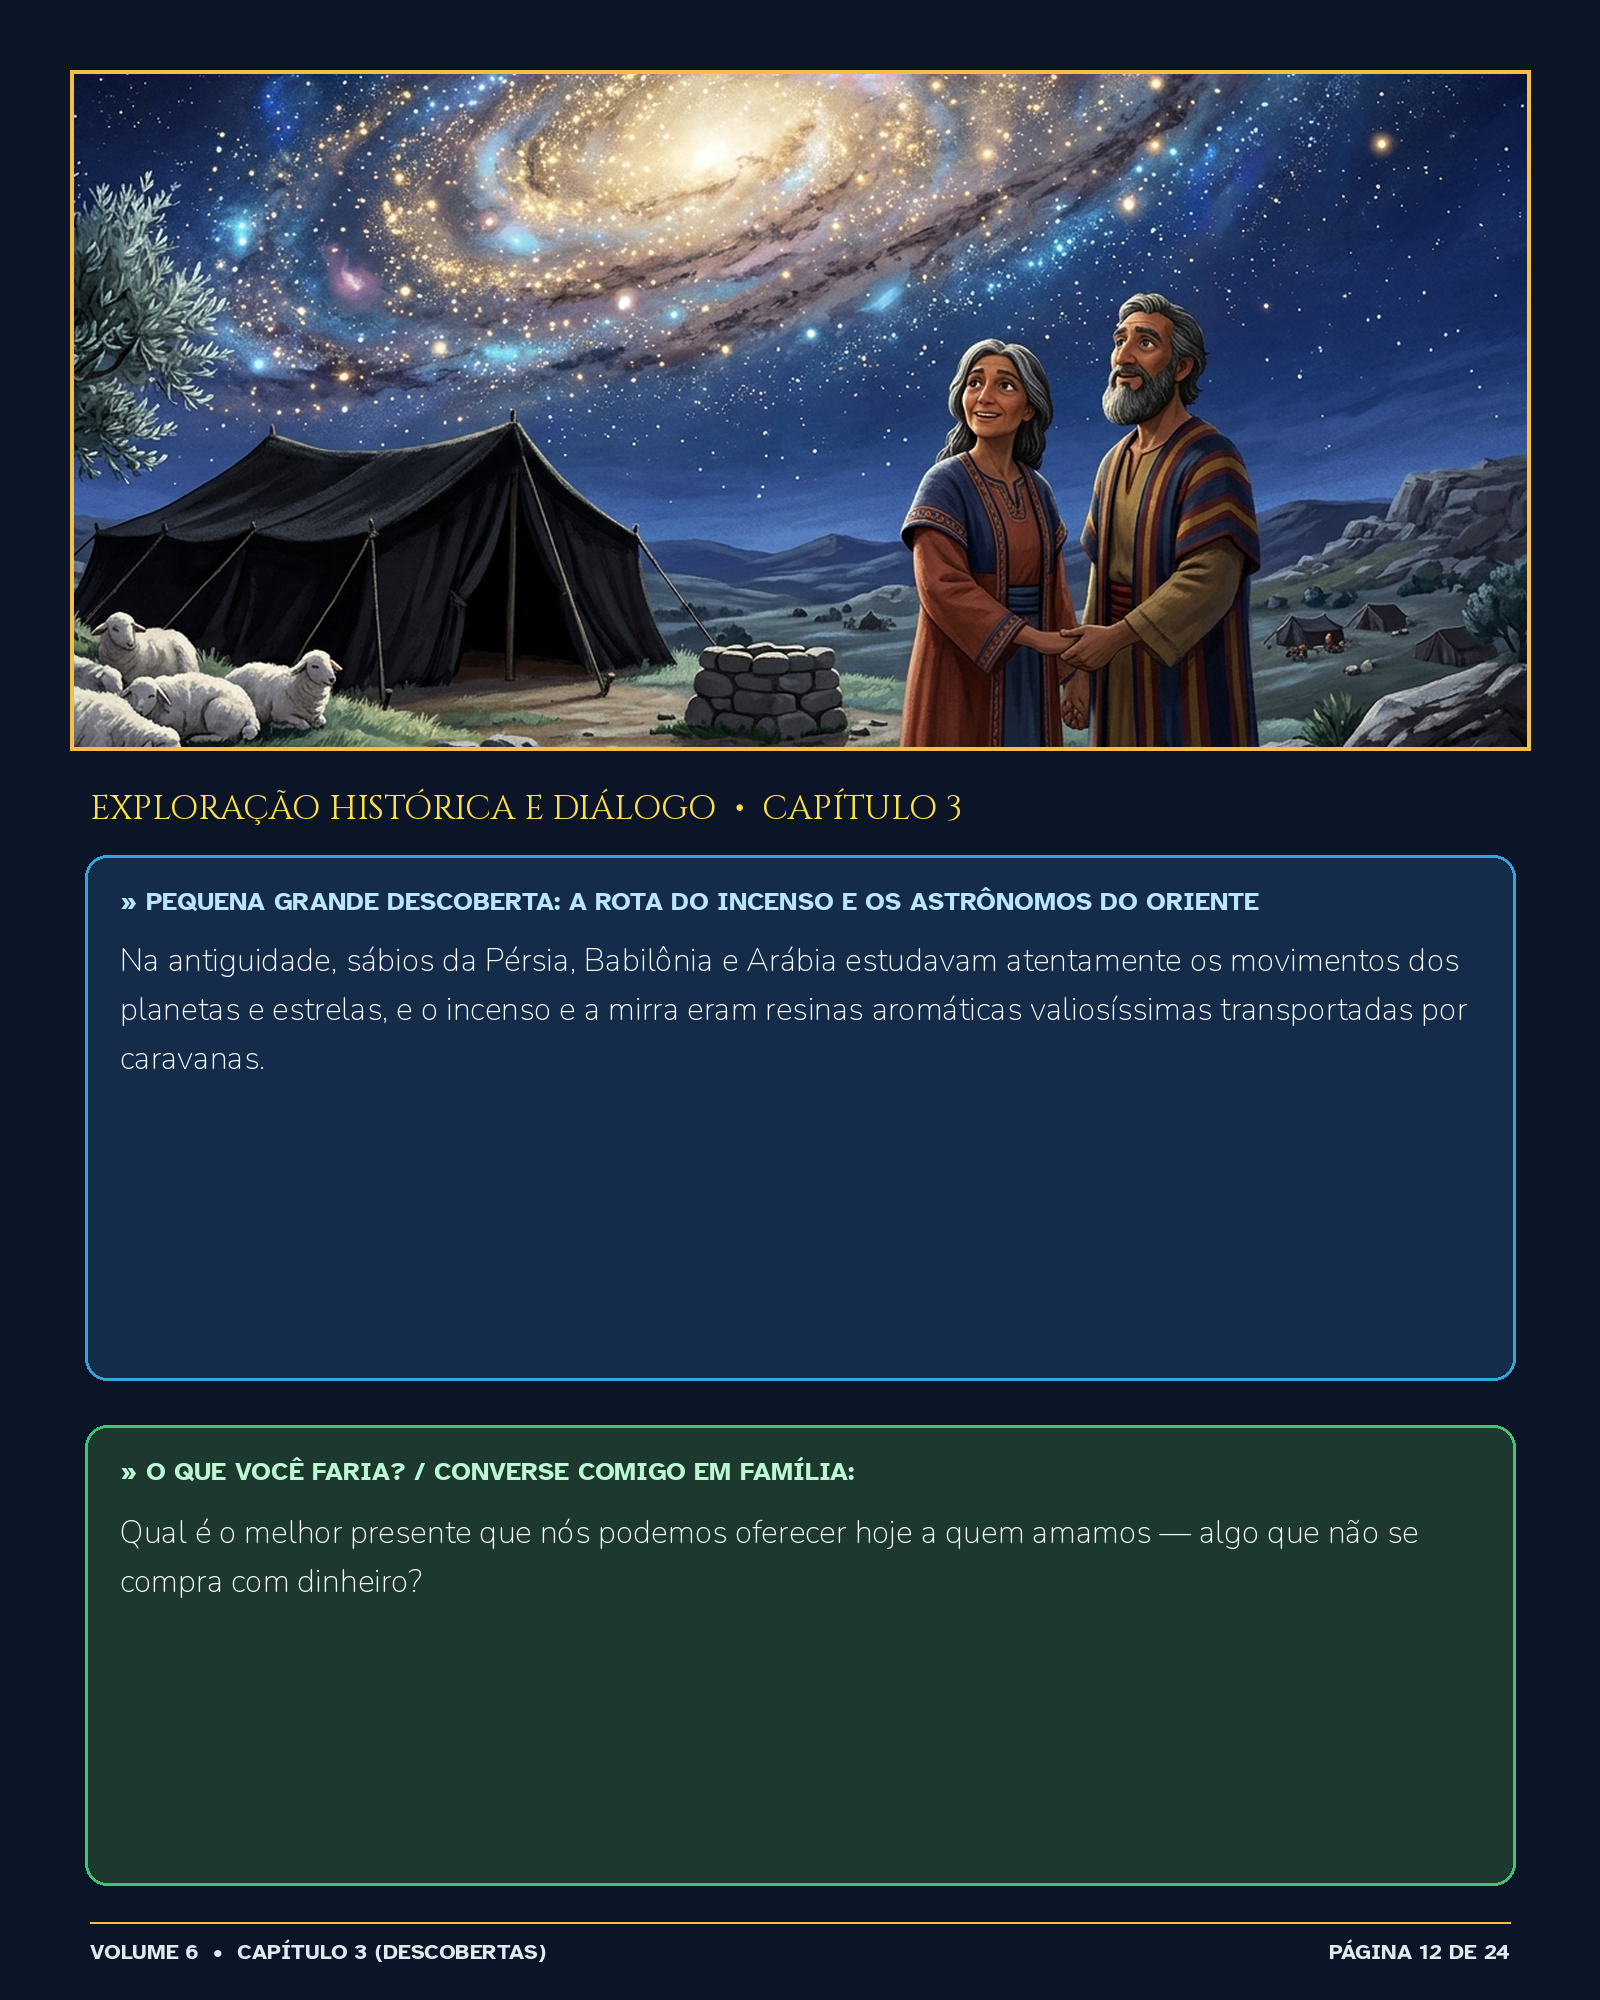 EXPLORAÇÃO HISTÓRICA E DIÁLOGO • CAPÍTULO 3
» PEQUENA GRANDE DESCOBERTA: A ROTA DO INCENSO E OS ASTRÔNOMOS DO ORIENTE
Na antiguidade, sábios da Pérsia, Babilônia e Arábia estudavam atentamente os movimentos dos
planetas e estrelas, e o incenso e a mirra eram resinas aromáticas valiosíssimas transportadas por
caravanas.
» O QUE VOCÊ FARIA? / CONVERSE COMIGO EM FAMÍLIA:
Qual é o melhor presente que nós podemos oferecer hoje a quem amamos — algo que não se
compra com dinheiro?
VOLUME 6 • CAPÍTULO 3 (DESCOBERTAS)
PÁGINA 12 DE 24